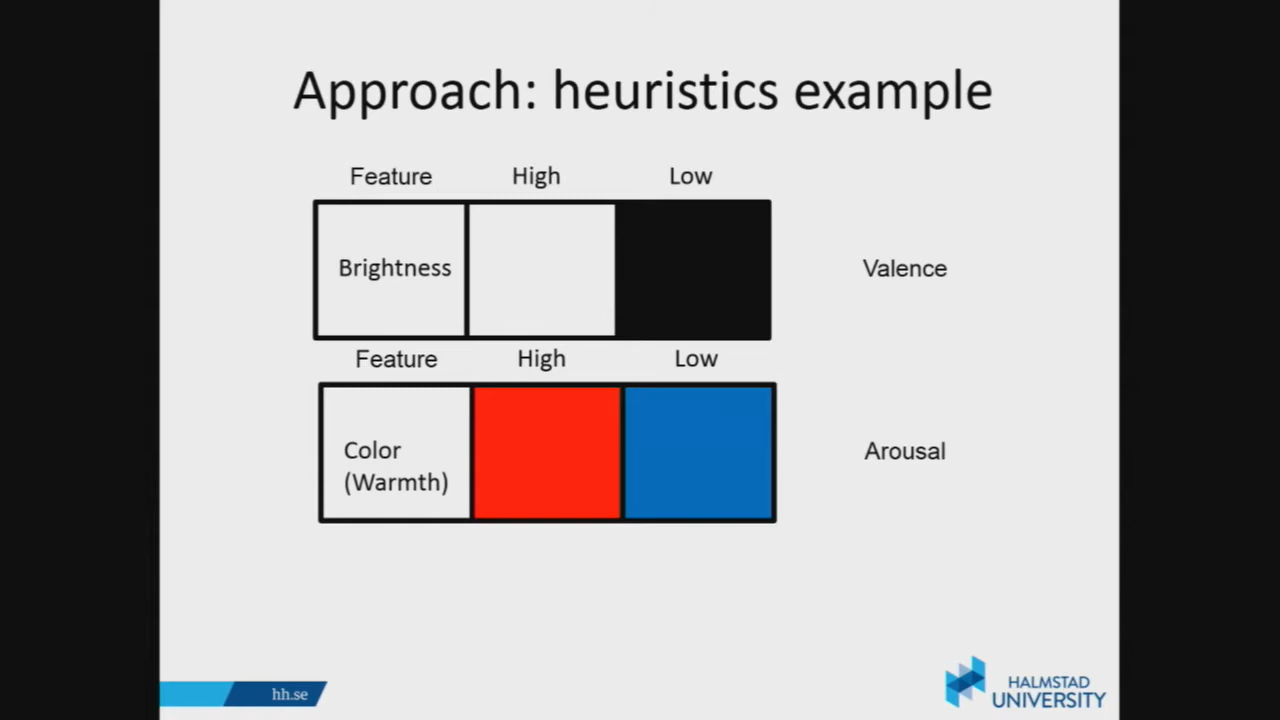 Approach: heuristics example
Feature High Low
Brightness
Valence
Feature High Low
Color
(Warmth)
Arousal
hh.se
HALMSTAD
UNIVERSITY